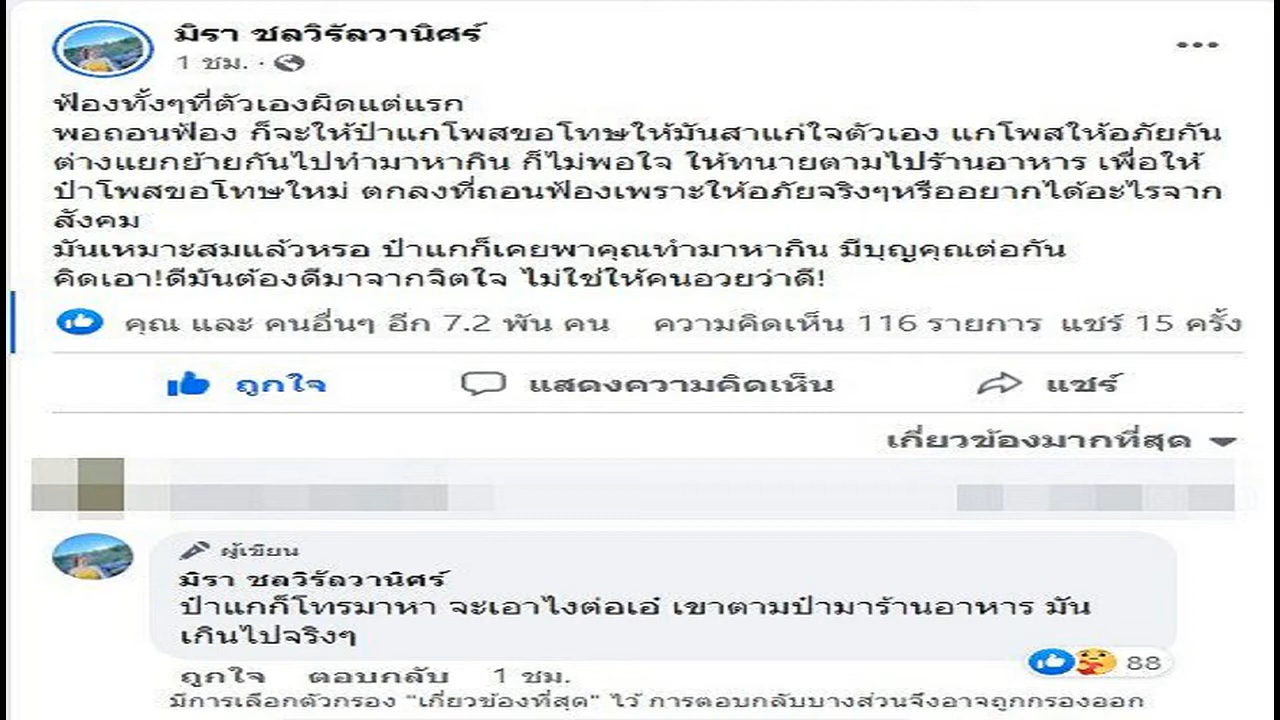 มิรา ชลวิรัลวานิศร์
1 ชม. ·
ฟ้องทั้งๆที่ตัวเองผิดแต่แรก
พอถอนฟ้อง ก็จะให้ป๋าแกโพสขอโทษให้มันสาแก่ใจตัวเอง แกโพสให้อภัยกัน
ต่างแยกย้ายกันไปทำมาหากิน ก็ไม่พอใจ ให้ทนายตามไปร้านอาหาร เพื่อให้
ป๋าโพสขอโทษใหม่ ตกลงที่ถอนฟ้องเพราะให้อภัยจริงๆหรืออยากได้อะไรจาก
สังคม
มันเหมาะสมแล้วหรอ ป๋าแกก็เคยพาคุณทำมาหากิน มีบุญคุณต่อกัน
คิดเอา!ดีมันต้องดีมาจากจิตใจ ไม่ใช่ให้คนอวยว่าดี!
คุณ และ คนอื่นๆ อีก 7.2 พัน คน ความคิดเห็น 116 รายการ แชร์ 15 ครั้ง
ถูกใจ แสดงความคิดเห็น แชร์
เกี่ยวข้องมากที่สุด
ผู้เขียน
มิรา ชลวิรัลวานิศร์
ป๋าแกก็โทรมาหา จะเอาไงต่อเอ๋ เขาตามป๋ามาร้านอาหาร มัน
เกินไปจริงๆ
88
ถูกใจ ตอบกลับ 1 ชม.
มีการเลือกตัวกรอง "เกี่ยวข้องที่สุด" ไว้ การตอบกลับบางส่วนจึงอาจถูกกรองออก